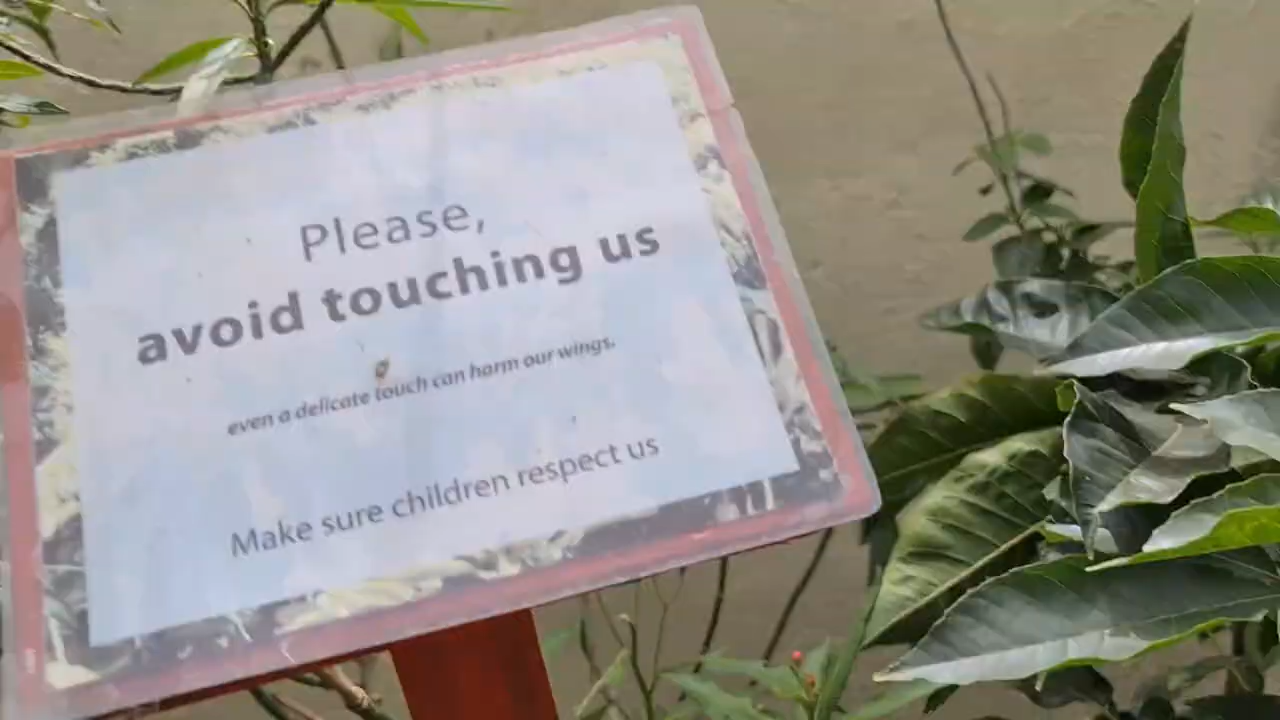 Please,
avoid touching us
even a delicate touch can harm our wings.
Make sure children respect us